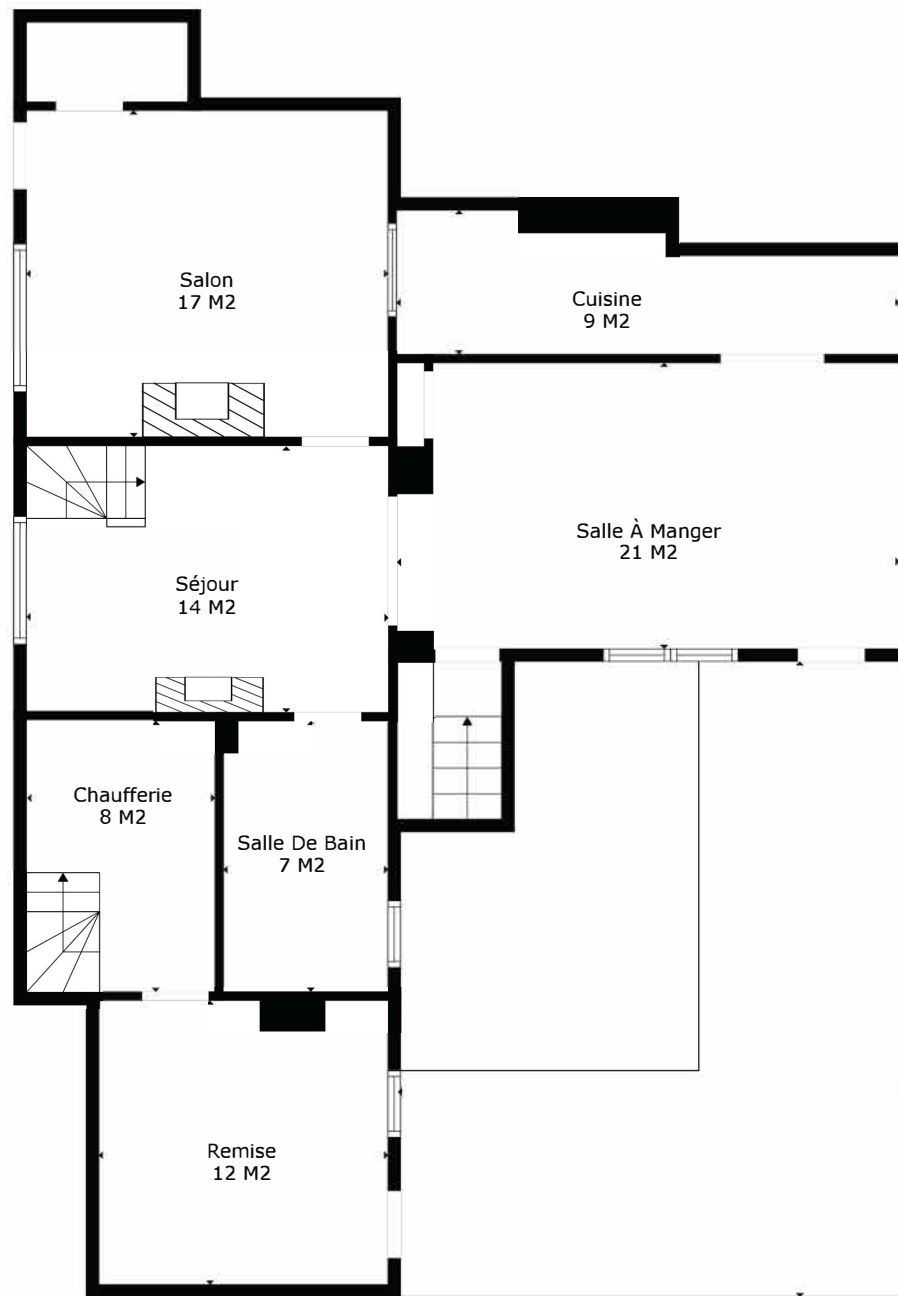 Salon
17 M2
Cuisine
9 M2
Salle À Manger
21 M2
Séjour
14 M2
Chaufferie
8 M2
Salle De Bain
7 M2
Remise
12 M2